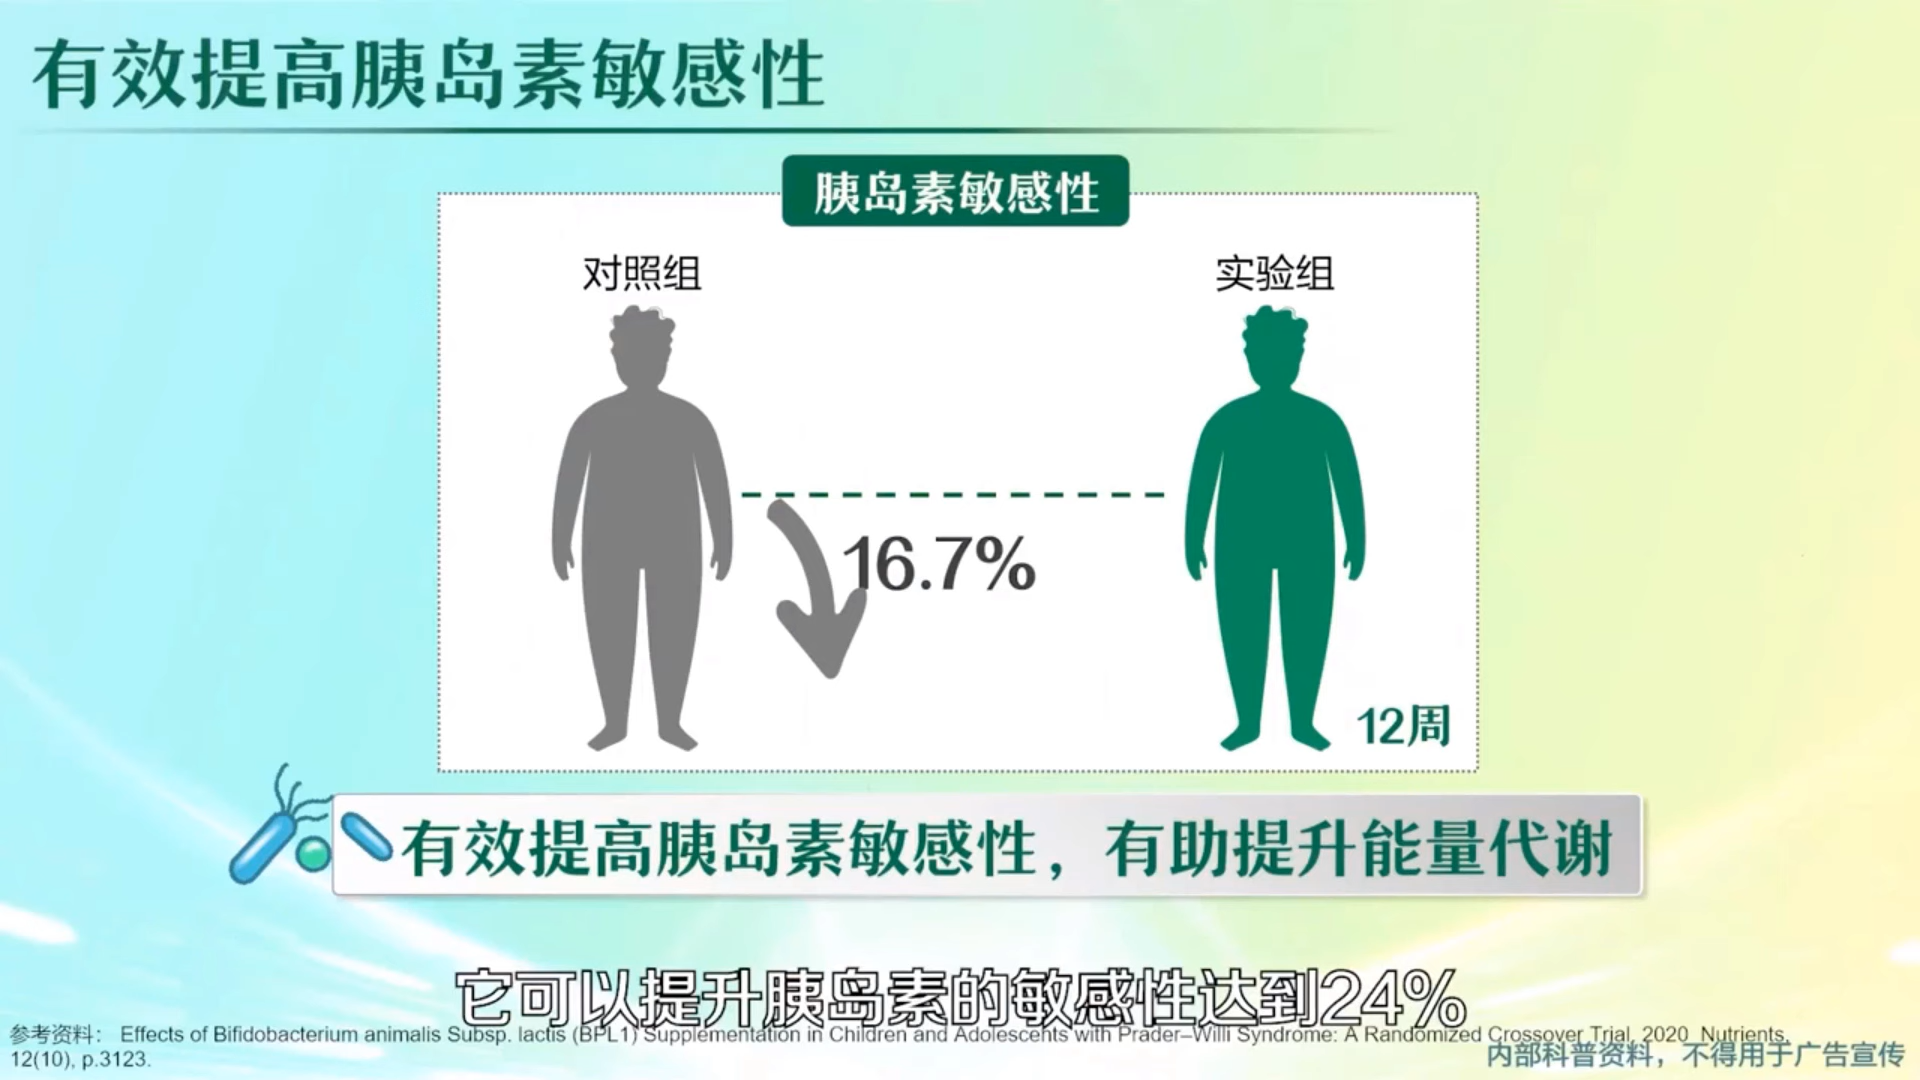 有效提高胰岛素敏感性
胰岛素敏感性
对照组
实验组
16.7%
12周
有效提高胰岛素敏感性，有助提升能量代谢
它可以提升胰岛素的敏感性达到24%
参考资料： Effects of Bifidobacterium animalis Subsp. lactis (BPL1) Supplementation in Children and Adolescents with Prader–Willi Syndrome: A Randomized Crossover Trial, 2020 Nutrients,
12(10), p.3123.
内部科普资料，不得用于广告宣传